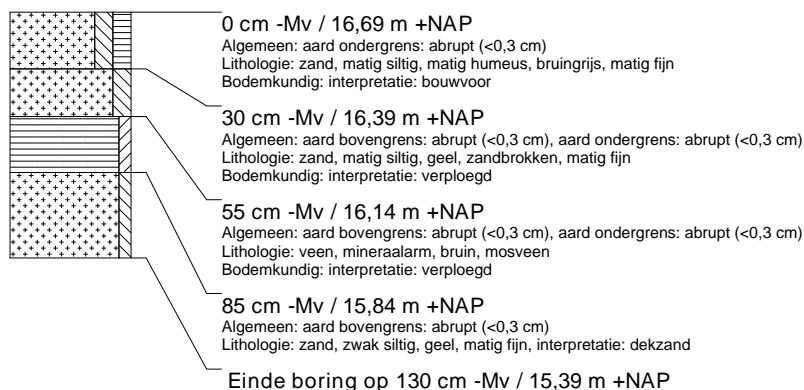 0 cm -Mv / 16,69 m +NAP
Algemeen: aard ondergrens: abrupt (<0,3 cm)
Lithologie: zand, matig siltig, matig humeus, bruingrijs, matig fijn
Bodemkundig: interpretatie: bouwvoor
30 cm -Mv / 16,39 m +NAP
Algemeen: aard bovengrens: abrupt (<0,3 cm), aard ondergrens: abrupt (<0,3 cm)
Lithologie: zand, matig siltig, geel, zandbrokken, matig fijn
Bodemkundig: interpretatie: verploegd
55 cm -Mv / 16,14 m +NAP
Algemeen: aard bovengrens: abrupt (<0,3 cm), aard ondergrens: abrupt (<0,3 cm)
Lithologie: veen, mineraalarm, bruin, mosveen
Bodemkundig: interpretatie: verploegd
85 cm -Mv / 15,84 m +NAP
Algemeen: aard bovengrens: abrupt (<0,3 cm)
Lithologie: zand, zwak siltig, geel, matig fijn, interpretatie: dekzand
Einde boring op 130 cm -Mv / 15,39 m +NAP